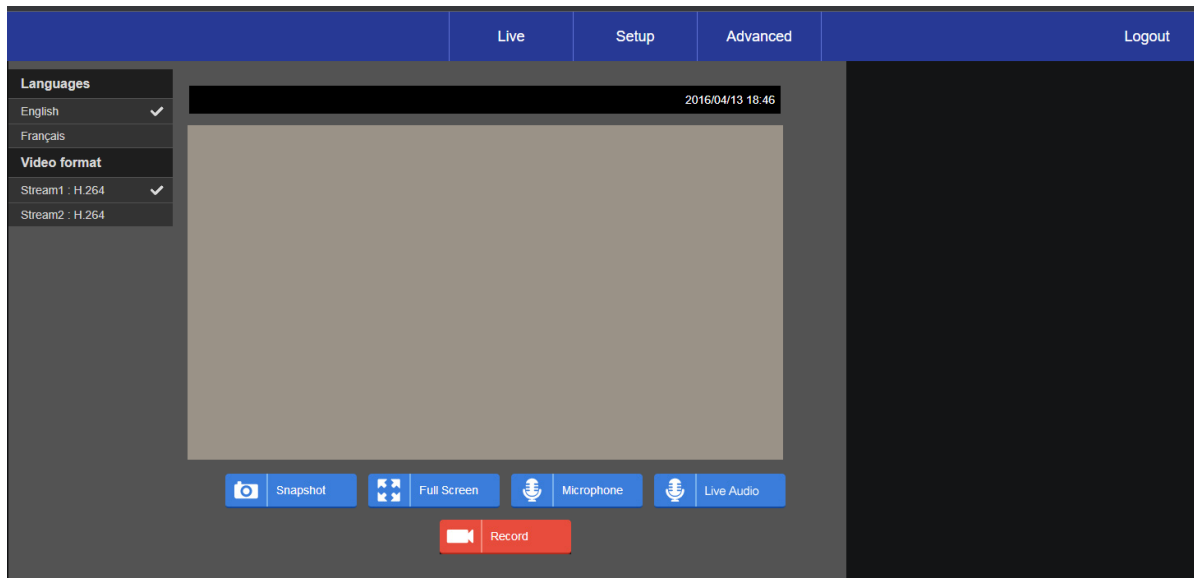 Live Setup Advanced Logout
Languages
English
Français
Video format
Stream1 : H.264
Stream2 : H.264
2016/04/13 18:46
Snapshot Full Screen Microphone Live Audio
Record